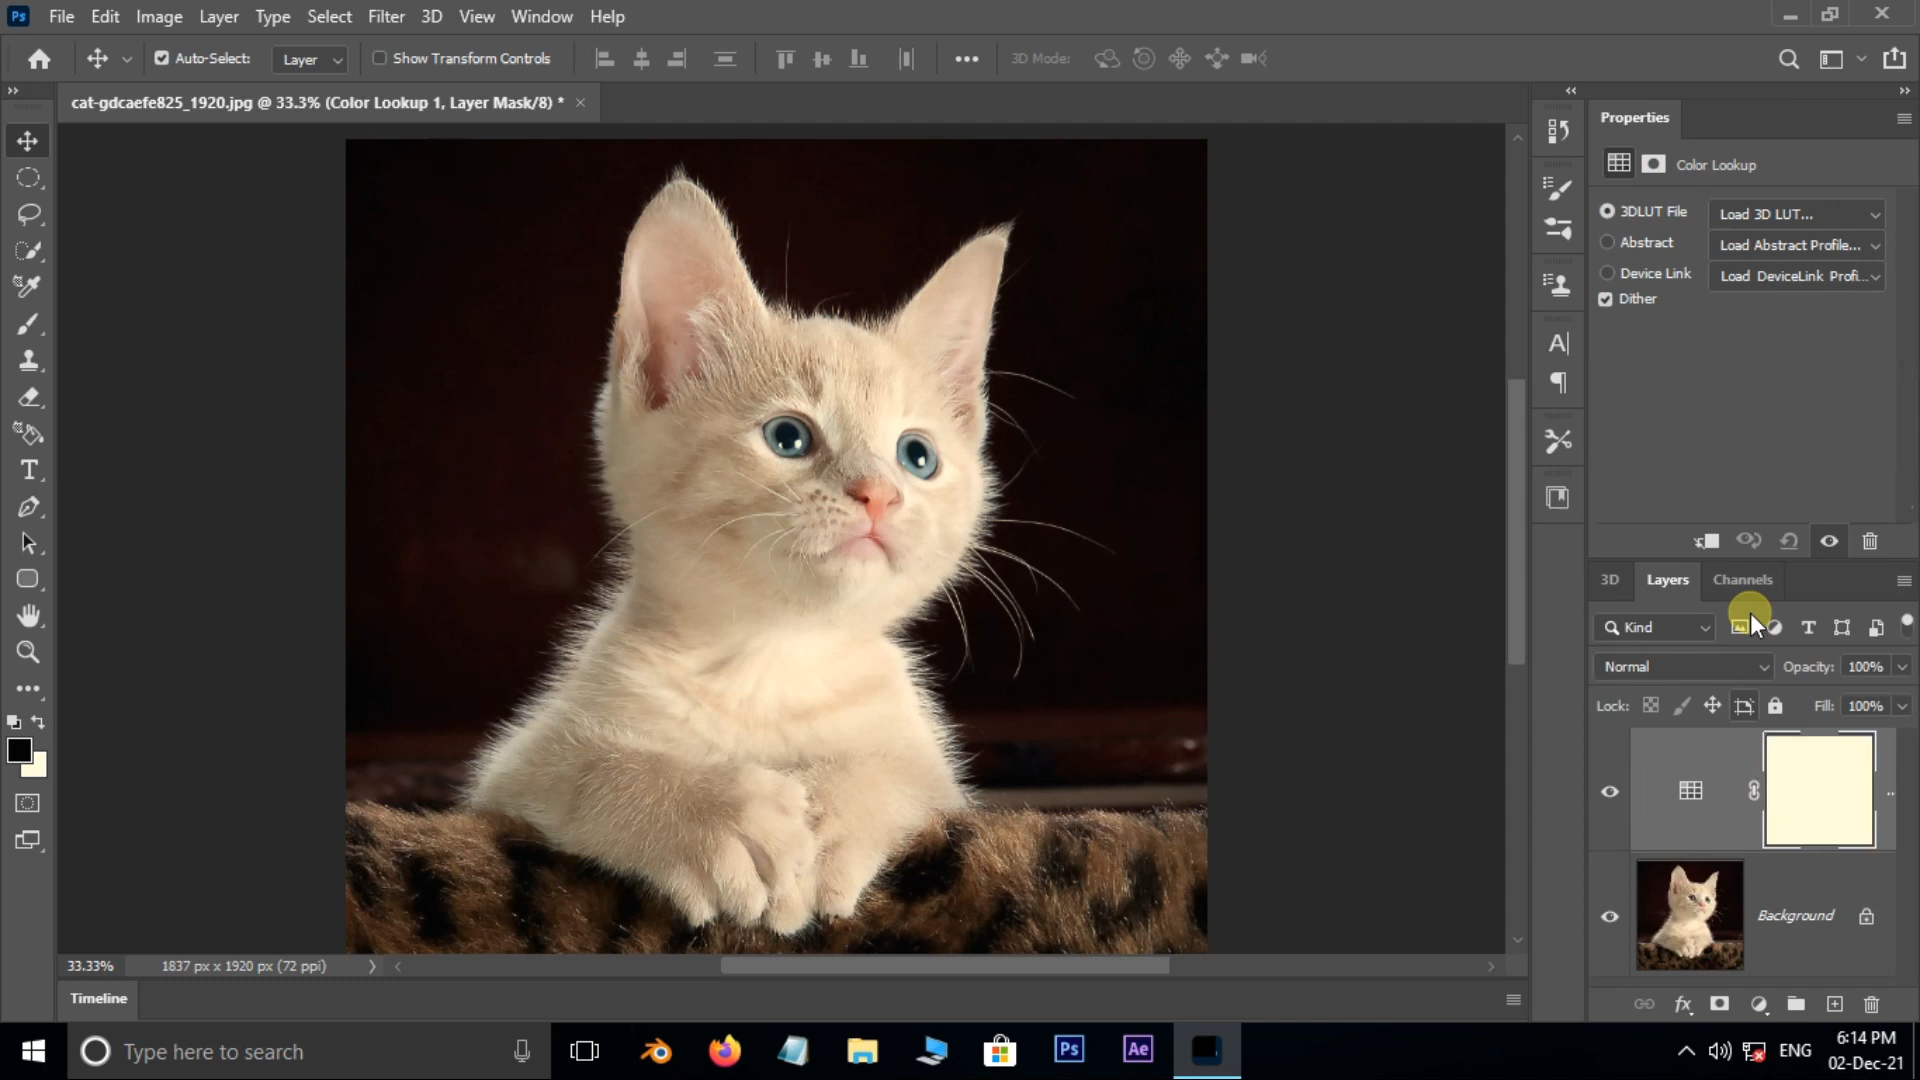 Ps File Edit Image Layer Type Select Filter 3D View Window Help
Auto-Select: Layer Show Transform Controls 3D Mode:
cat-gdcaefe825_1920.jpg @ 33.3% (Color Lookup 1, Layer Mask/8) * ×
Properties
Color Lookup
3DLUT File Load 3D LUT...
Abstract Load Abstract Profile...
Device Link Load DeviceLink Profi...
Dither
3D Layers Channels
Kind
Normal Opacity: 100%
Lock: Fill: 100%
Background
33.33% 1837 px x 1920 px (72 ppi)
Timeline
Type here to search
Ps Ae
ENG
6:14 PM
02-Dec-21